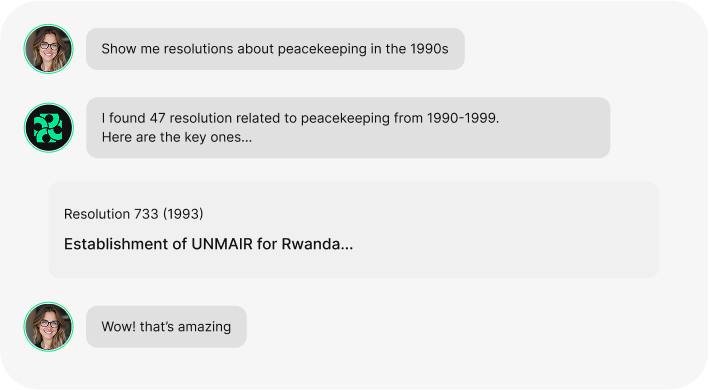 Show me resolutions about peacekeeping in the 1990s
I found 47 resolution related to peacekeeping from 1990-1999.
Here are the key ones...
Resolution 733 (1993)
Establishment of UNMAIR for Rwanda...
Wow! that's amazing